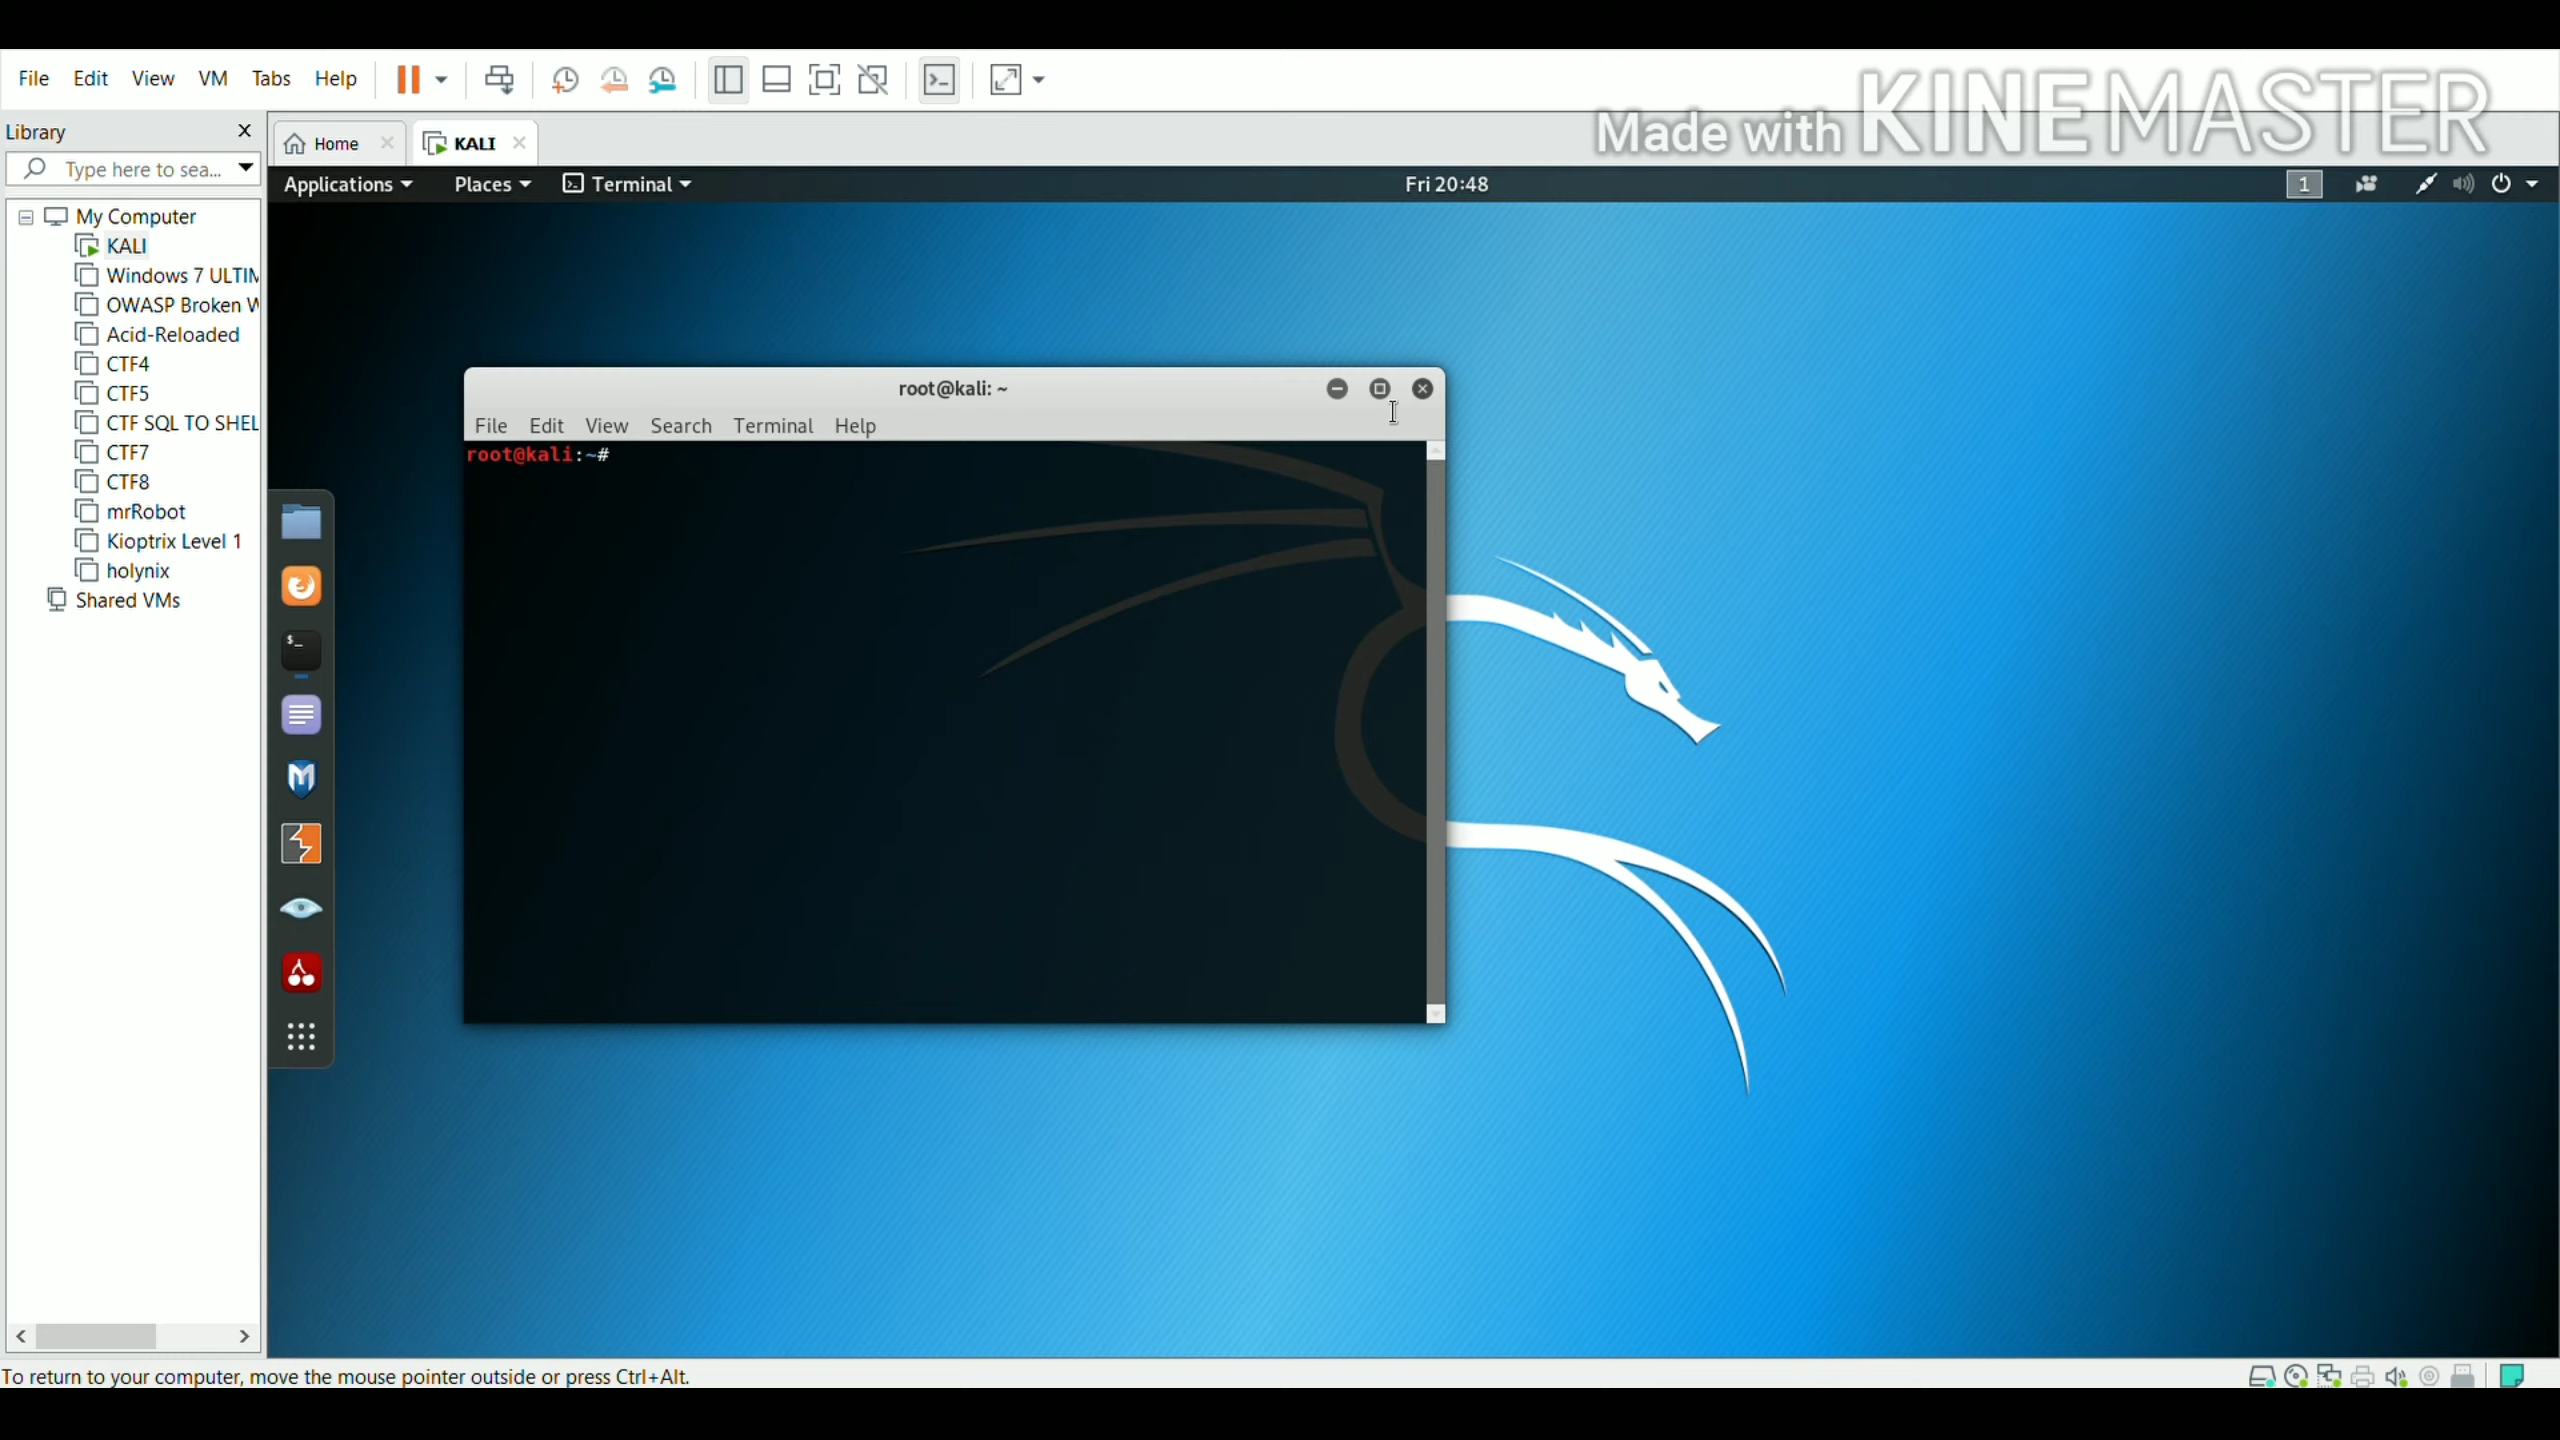 File Edit View VM Tabs Help
Made with KINEMASTER
Library
Type here to sea...
Home
KALI
Applications Places Terminal Fri 20:48 1
My Computer
KALI
Windows 7 ULTIM
OWASP Broken W
Acid-Reloaded
CTF4
CTF5
CTF SQL TO SHEL
CTF7
CTF8
mrRobot
Kioptrix Level 1
holynix
Shared VMs
root@kali: ~
File Edit View Search Terminal Help
root@kali:~#
$_
To return to your computer, move the mouse pointer outside or press Ctrl+Alt.